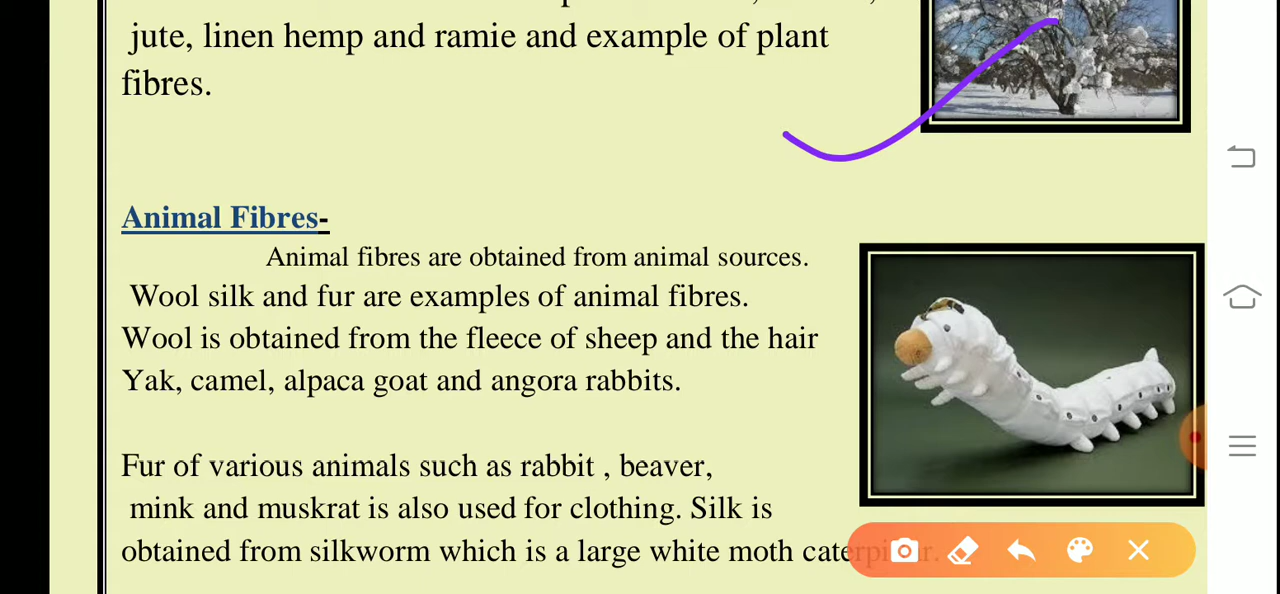 jute, linen hemp and ramie and example of plant
fibres.
Animal Fibres-
Animal fibres are obtained from animal sources.
Wool silk and fur are examples of animal fibres.
Wool is obtained from the fleece of sheep and the hair
Yak, camel, alpaca goat and angora rabbits.
Fur of various animals such as rabbit , beaver,
mink and muskrat is also used for clothing. Silk is
obtained from silkworm which is a large white moth caterpillar.